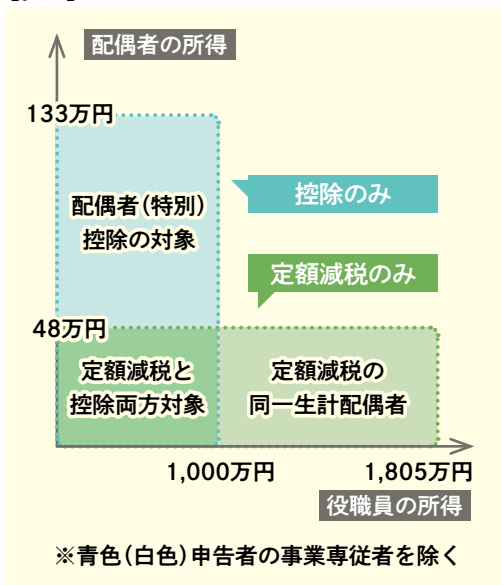 配偶者の所得
133万円
配偶者(特別)
控除の対象
控除のみ
定額減税のみ
48万円
定額減税と
控除両方対象
定額減税の
同一生計配偶者
1,000万円
1,805万円
役職員の所得
※青色(白色)申告者の事業専従者を除く